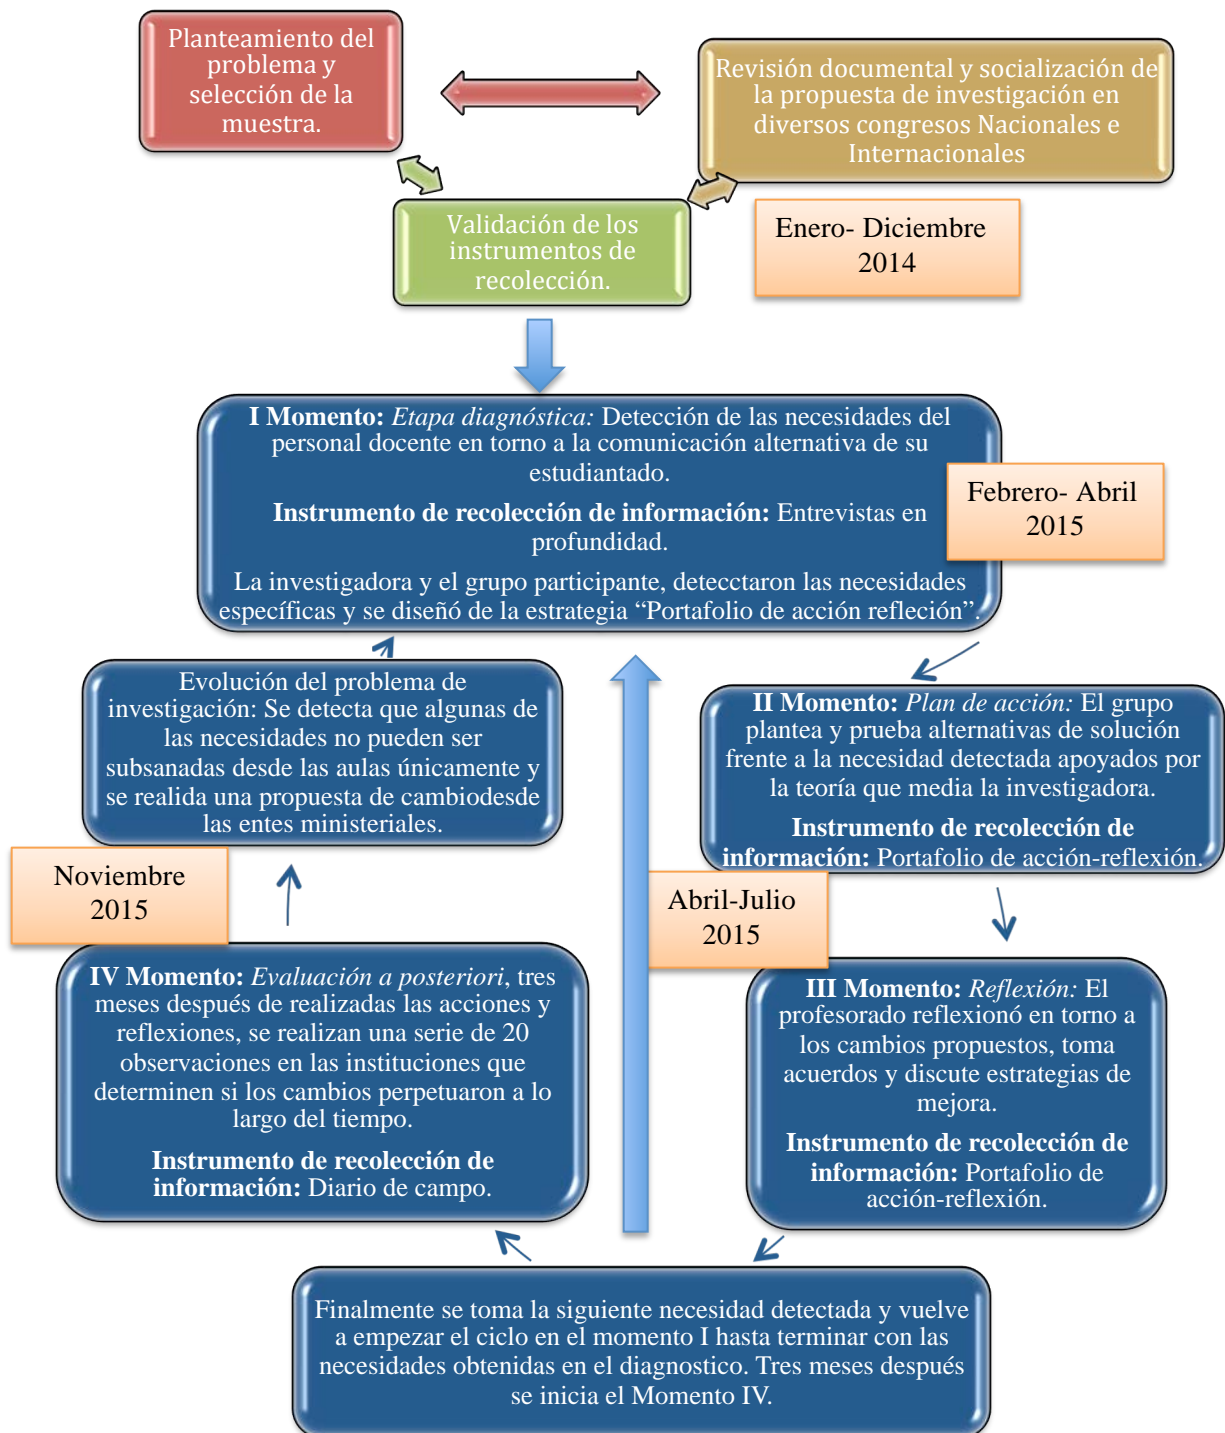 Planteamiento del
problema y
selección de la
muestra.
Revisión documental y socialización de
la propuesta de investigación en
diversos congresos Nacionales e
Internacionales
Validación de los
instrumentos de
recolección.
Enero- Diciembre
2014
I Momento: Etapa diagnóstica: Detección de las necesidades del
personal docente en torno a la comunicación alternativa de su
estudiantado.
Instrumento de recolección de información: Entrevistas en
profundidad.
La investigadora y el grupo participante, detecctaron las necesidades
específicas y se diseñó de la estrategia “Portafolio de acción refleción”.
Febrero- Abril
2015
Evolución del problema de
investigación: Se detecta que algunas de
las necesidades no pueden ser
subsanadas desde las aulas únicamente y
se realida una propuesta de cambiodesde
las entes ministeriales.
II Momento: Plan de acción: El grupo
plantea y prueba alternativas de solución
frente a la necesidad detectada apoyados por
la teoría que media la investigadora.
Instrumento de recolección de
información: Portafolio de acción-reflexión.
Noviembre
2015
Abril-Julio
2015
IV Momento: Evaluación a posteriori, tres
meses después de realizadas las acciones y
reflexiones, se realizan una serie de 20
observaciones en las instituciones que
determinen si los cambios perpetuaron a lo
largo del tiempo.
Instrumento de recolección de
información: Diario de campo.
III Momento: Reflexión: El
profesorado reflexionó en torno a
los cambios propuestos, toma
acuerdos y discute estrategias de
mejora.
Instrumento de recolección de
información: Portafolio de
acción-reflexión.
Finalmente se toma la siguiente necesidad detectada y vuelve
a empezar el ciclo en el momento I hasta terminar con las
necesidades obtenidas en el diagnostico. Tres meses después
se inicia el Momento IV.